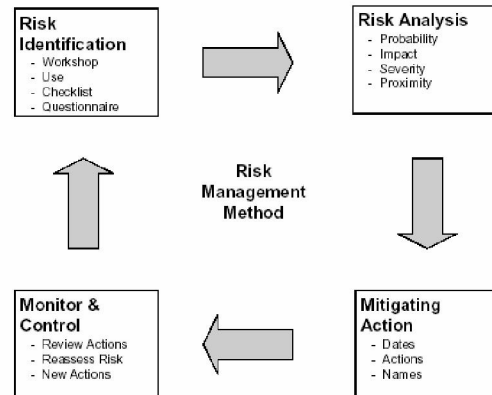 Risk
Identification
- Workshop
- Use
- Checklist
- Questionnaire
Risk Analysis
- Probability
- Impact
- Severity
- Proximity
Risk
Management
Method
Monitor &
Control
- Review Actions
- Reassess Risk
- New Actions
Mitigating
Action
- Dates
- Actions
- Names